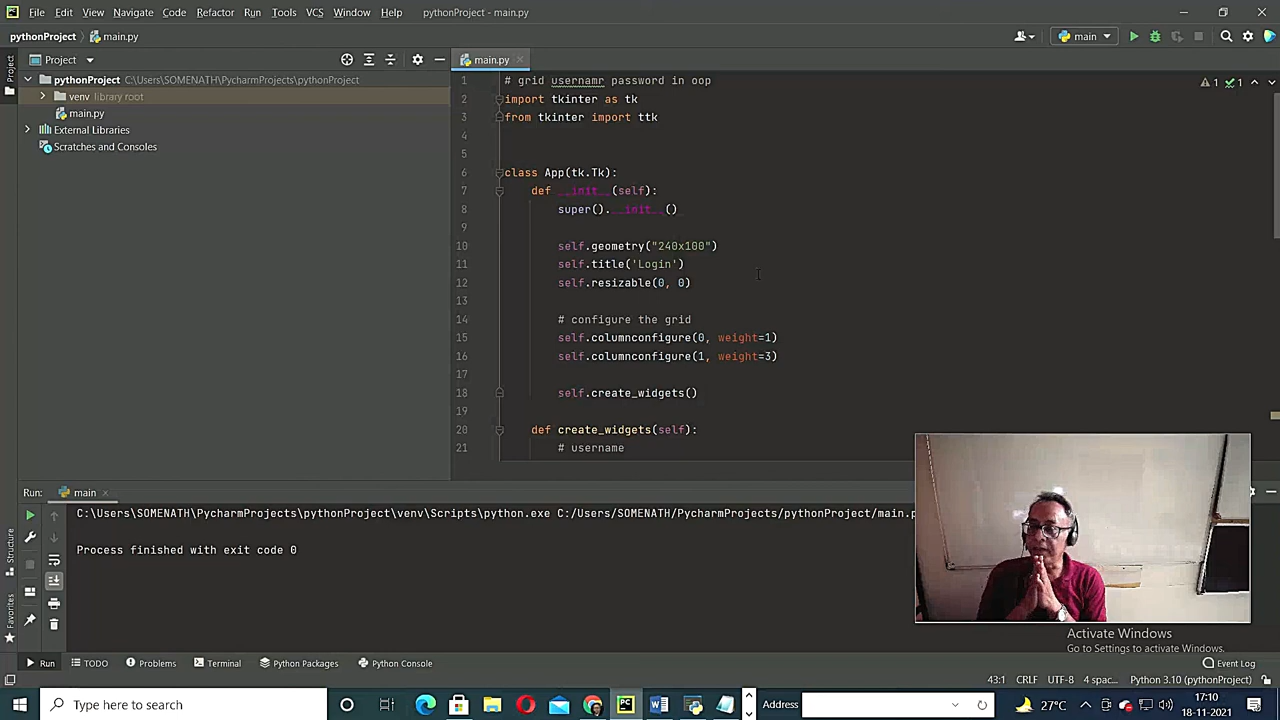 File Edit View Navigate Code Refactor Run Tools VCS Window Help pythonProject - main.py
pythonProject main.py main
Project main.py
pythonProject C:\Users\SOMENATH\PycharmProjects\pythonProject
venv library root
main.py
External Libraries
Scratches and Consoles
1 # grid usernamr password in oop
2 import tkinter as tk
3 from tkinter import ttk
4
5
6 class App(tk.Tk):
7 def __init__(self):
8 super().__init__()
9
10 self.geometry("240x100")
11 self.title('Login')
12 self.resizable(0, 0)
13
14 # configure the grid
15 self.columnconfigure(0, weight=1)
16 self.columnconfigure(1, weight=3)
17
18 self.create_widgets()
19
20 def create_widgets(self):
21 # username
1 1
Project
Structure
Favorites
Run: main
C:\Users\SOMENATH\PycharmProjects\pythonProject\venv\Scripts\python.exe C:/Users/SOMENATH/PycharmProjects/pythonProject/main.p
Process finished with exit code 0
Activate Windows
Go to Settings to activate Windows.
Run TODO Problems Terminal Python Packages Python Console Event Log
43:1 CRLF UTF-8 4 spac... Python 3.10 (pythonProject)
Type here to search Address 27°C 17:10
18-11-2021